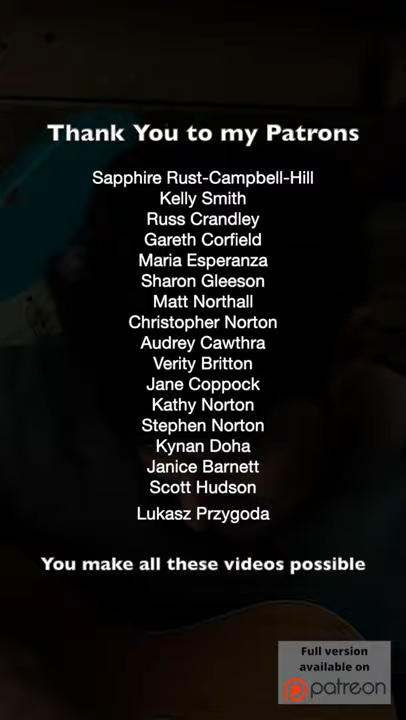 Thank You to my Patrons
Sapphire Rust-Campbell-Hill
Kelly Smith
Russ Crandley
Gareth Corfield
Maria Esperanza
Sharon Gleeson
Matt Northall
Christopher Norton
Audrey Cawthra
Verity Britton
Jane Coppock
Kathy Norton
Stephen Norton
Kynan Doha
Janice Barnett
Scott Hudson
Lukasz Przygoda
You make all these videos possible
Full version
available on
patreon